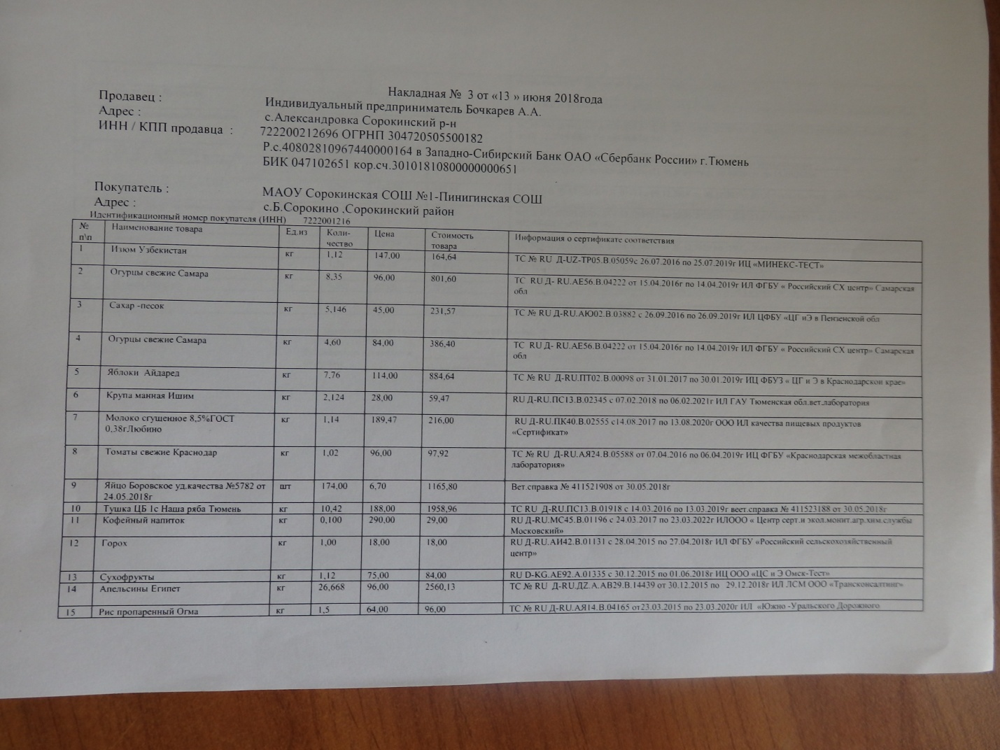 Накладная № 3 от «13 » июня 2018года
Продавец : Индивидуальный предприниматель Бочкарев А.А.
Адрес : с.Александровка Сорокинский р-н
ИНН / КПП продавца : 722200212696 ОГРНП 304720505500182
Р.с.40802810967440000164 в Западно-Сибирский Банк ОАО «Сбербанк России» г.Тюмень
БИК 047102651 кор.сч.30101810800000000651
Покупатель : МАОУ Сорокинская СОШ №1-Пинигинская СОШ
Адрес : с.Б.Сорокино .Сорокинский район
Идентификационный номер покупателя (ИНН) 7222001216
№ Наименование товара Ед.из Коли- Цена Стоимость Информация о сертификате соответствия
п\п чество товара
1 Изюм Узбекистан кг 1,12 147,00 164,64 ТС № RU Д-UZ-ТР05.В.05059с 26.07.2016 по 25.07.2019г ИЦ «МИНЕКС-ТЕСТ»
2 Огурцы свежие Самара кг 8,35 96,00 801,60 ТС RU Д- RU.АЕ56.В.04222 от 15.04.2016г по 14.04.2019г ИЛ ФГБУ « Российский СХ центр» Самарская
обл
3 Сахар -песок кг 5,146 45,00 231,57 ТС № RU Д-RU.АЮ02.В.03882 с 26.09.2016 по 26.09.2019г ИЛ ЦФБУ «ЦГ иЭ в Пензенской обл
4 Огурцы свежие Самара кг 4,60 84,00 386,40 ТС RU Д- RU.АЕ56.В.04222 от 15.04.2016г по 14.04.2019г ИЛ ФГБУ « Российский СХ центр» Самарская
обл
5 Яблоки Айдаред кг 7,76 114,00 884,64 ТС № RU Д-RU.ПТ02.В.00098 от 31.01.2017 по 30.01.2019г ИЦ ФБУЗ « ЦГ и Э в Краснодарском крае»
6 Крупа манная Ишим кг 2,124 28,00 59,47 RU Д-RU.ПС13.В.02345 с 07.02.2018 по 06.02.2021г ИЛ ГАУ Тюменская обл.вет.лаборатория
7 Молоко сгущенное 8,5%ГОСТ кг 1,14 189,47 216,00 RU Д-RU.ПК40.В.02555 с14.08.2017 по 13.08.2020г ООО ИЛ качества пищевых продуктов
0,38гЛюбино «Сертификат»
8 Томаты свежие Краснодар кг 1,02 96,00 97,92 ТС № RU Д-RU.АЯ24.В.05588 от 07.04.2016 по 06.04.2019г ИЦ ФГБУ «Краснодарская межобластная
лаборатория»
9 Яйцо Боровское уд.качества №5782 от шт 174,00 6,70 1165,80 Вет.справка № 411521908 от 30.05.2018г
24.05.2018г
10 Тушка ЦБ 1с Наша ряба Тюмень кг 10,42 188,00 1958,96 ТС RU Д-RU.ПС13.В.01918 с 14.03.2016 по 13.03.2019г веет.справка № 411523188 от 30.05.2018г
11 Кофейный напиток кг 0,100 290,00 29,00 RU Д-RU.МС45.В.01196 с 24.03.2017 по 23.03.2022г ИЛООО « Центр серт.и экол.монит.агр.хим.службы
Московский»
12 Горох кг 1,00 18,00 18,00 RU Д-RU.АИ42.В.01131 с 28.04.2015 по 27.04.2018г ИЛ ФГБУ «Российский сельскохозяйственный
центр»
13 Сухофрукты кг 1,12 75,00 84,00 RU D-KG.АЕ92.А.01335 с 30.12.2015 по 01.06.2018г ИЦ ООО «ЦС и Э Омск-Тест»
14 Апельсины Египет кг 26,668 96,00 2560,13 ТС № RU Д-RU.ДZ.А.АВ29.В.14439 от 30.12.2015 по 29.12.2018г ИЛ ЛСМ ООО «Трансконсалтинг»
15 Рис пропаренный Огма кг 1,5 64,00 96,00 ТС № RU Д-RU.АЯ14.В.04165 от23.03.2015 по 23.03.2020г ИЛ «Южно -Уральского Дорожного